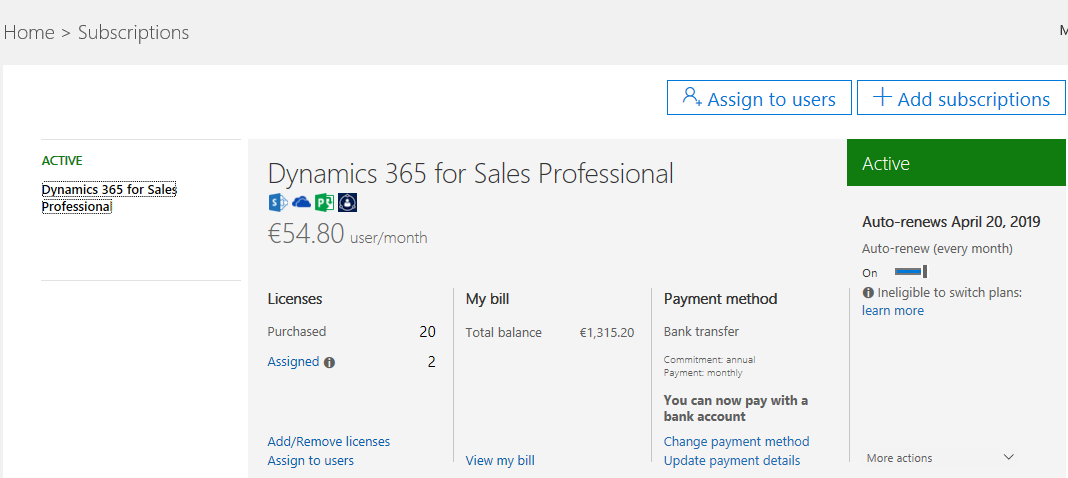 Home > Subscriptions
M
Assign to users
Add subscriptions
ACTIVE
Dynamics 365 for Sales
Professional
Dynamics 365 for Sales Professional
€54.80 user/month
Licenses
Purchased 20
Assigned 2
Add/Remove licenses
Assign to users
My bill
Total balance €1,315.20
View my bill
Payment method
Bank transfer
Commitment: annual
Payment: monthly
You can now pay with a
bank account
Change payment method
Update payment details
Active
Auto-renews April 20, 2019
Auto-renew (every month)
On
Ineligible to switch plans:
learn more
More actions